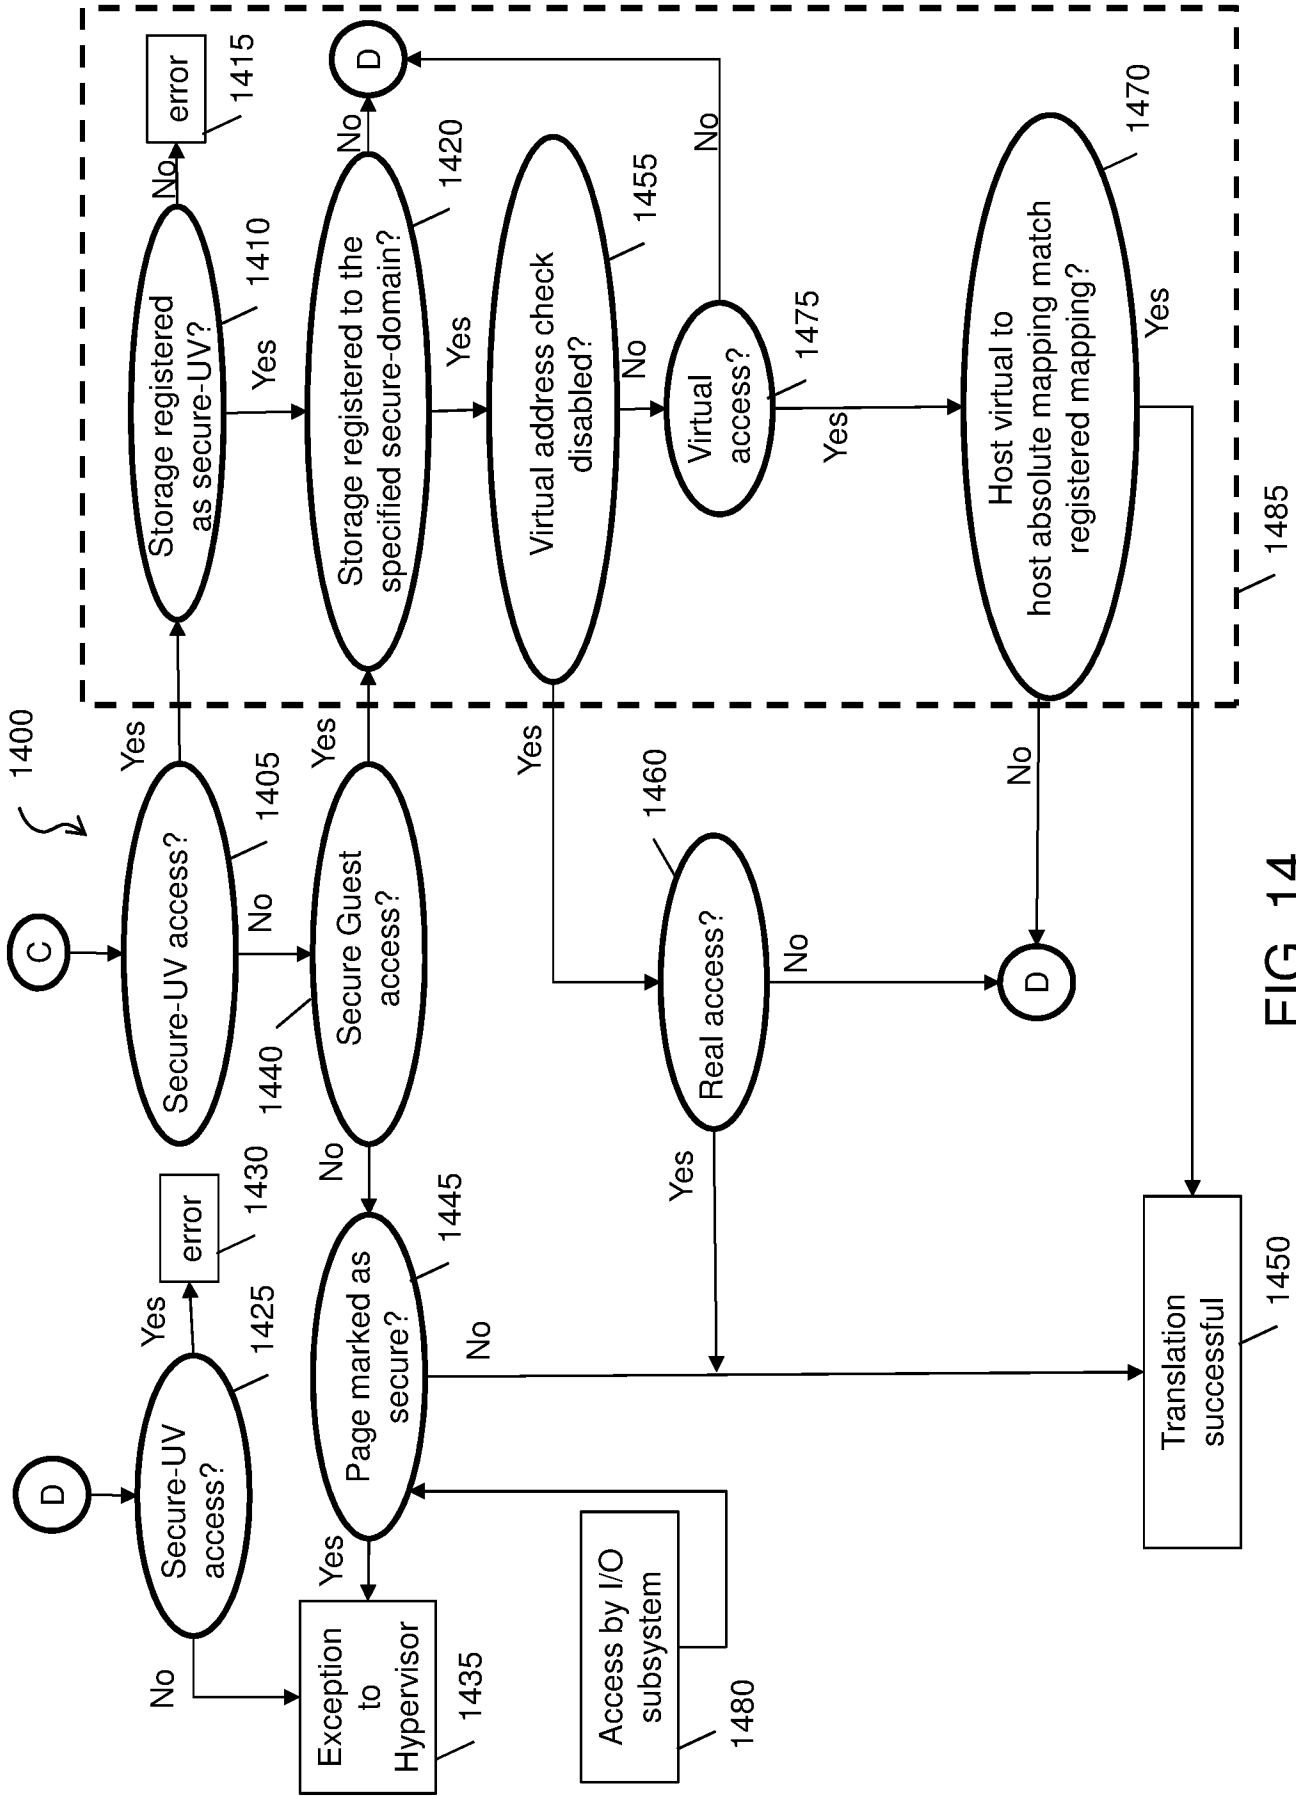 1400
C
D
Secure-UV
access?
1425
Yes
error
1430
No
Exception
to
Hypervisor
1435
Secure-UV access?
1405
Yes
No
Storage registered
as secure-UV?
1410
No
error
1415
Yes
Secure Guest
access?
1440
Yes
No
Storage registered to the
specified secure-domain?
1420
No
D
Yes
Page marked as
secure?
1445
Yes
No
Virtual address check
disabled?
1455
Yes
No
Access by I/O
subsystem
1480
Real access?
1460
Yes
No
Virtual
access?
1475
No
Yes
D
Host virtual to
host absolute mapping match
registered mapping?
1470
No
Yes
Translation
successful
1450
1485
FIG. 14